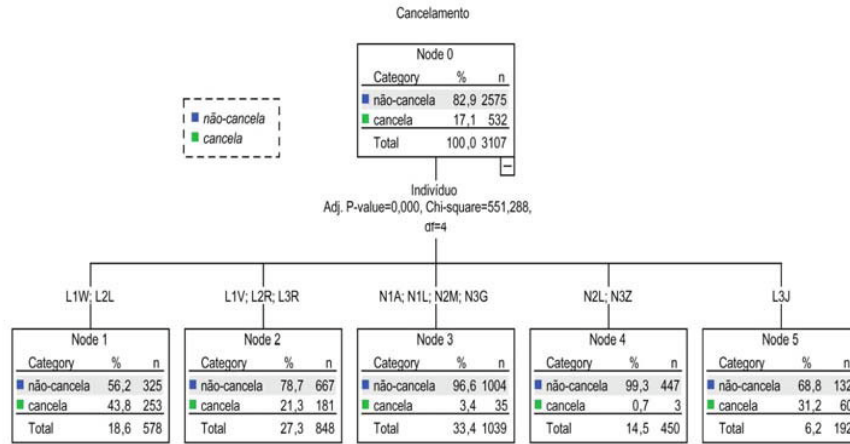 Cancelamento
Node 0
Category % n
não-cancela 82,9 2575
cancela 17,1 532
Total 100,0 3107
não-cancela
cancela
Indivíduo
Adj. P-value=0,000, Chi-square=551,288,
df=4
L1W; L2L
L1V; L2R; L3R
N1A; N1L; N2M; N3G
N2L; N3Z
L3J
Node 1
Category % n
não-cancela 56,2 325
cancela 43,8 253
Total 18,6 578
Node 2
Category % n
não-cancela 78,7 667
cancela 21,3 181
Total 27,3 848
Node 3
Category % n
não-cancela 96,6 1004
cancela 3,4 35
Total 33,4 1039
Node 4
Category % n
não-cancela 99,3 447
cancela 0,7 3
Total 14,5 450
Node 5
Category % n
não-cancela 68,8 132
cancela 31,2 60
Total 6,2 192